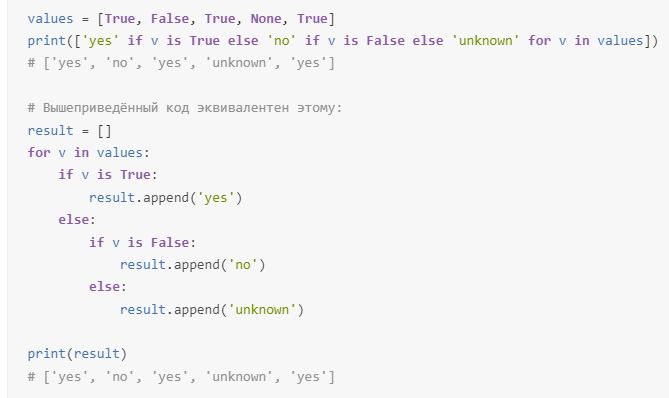 values = [True, False, True, None, True]
print(['yes' if v is True else 'no' if v is False else 'unknown' for v in values])
# ['yes', 'no', 'yes', 'unknown', 'yes']
# Вышеприведённый код эквивалентен этому:
result = []
for v in values:
    if v is True:
        result.append('yes')
    else:
        if v is False:
            result.append('no')
        else:
            result.append('unknown')
print(result)
# ['yes', 'no', 'yes', 'unknown', 'yes']